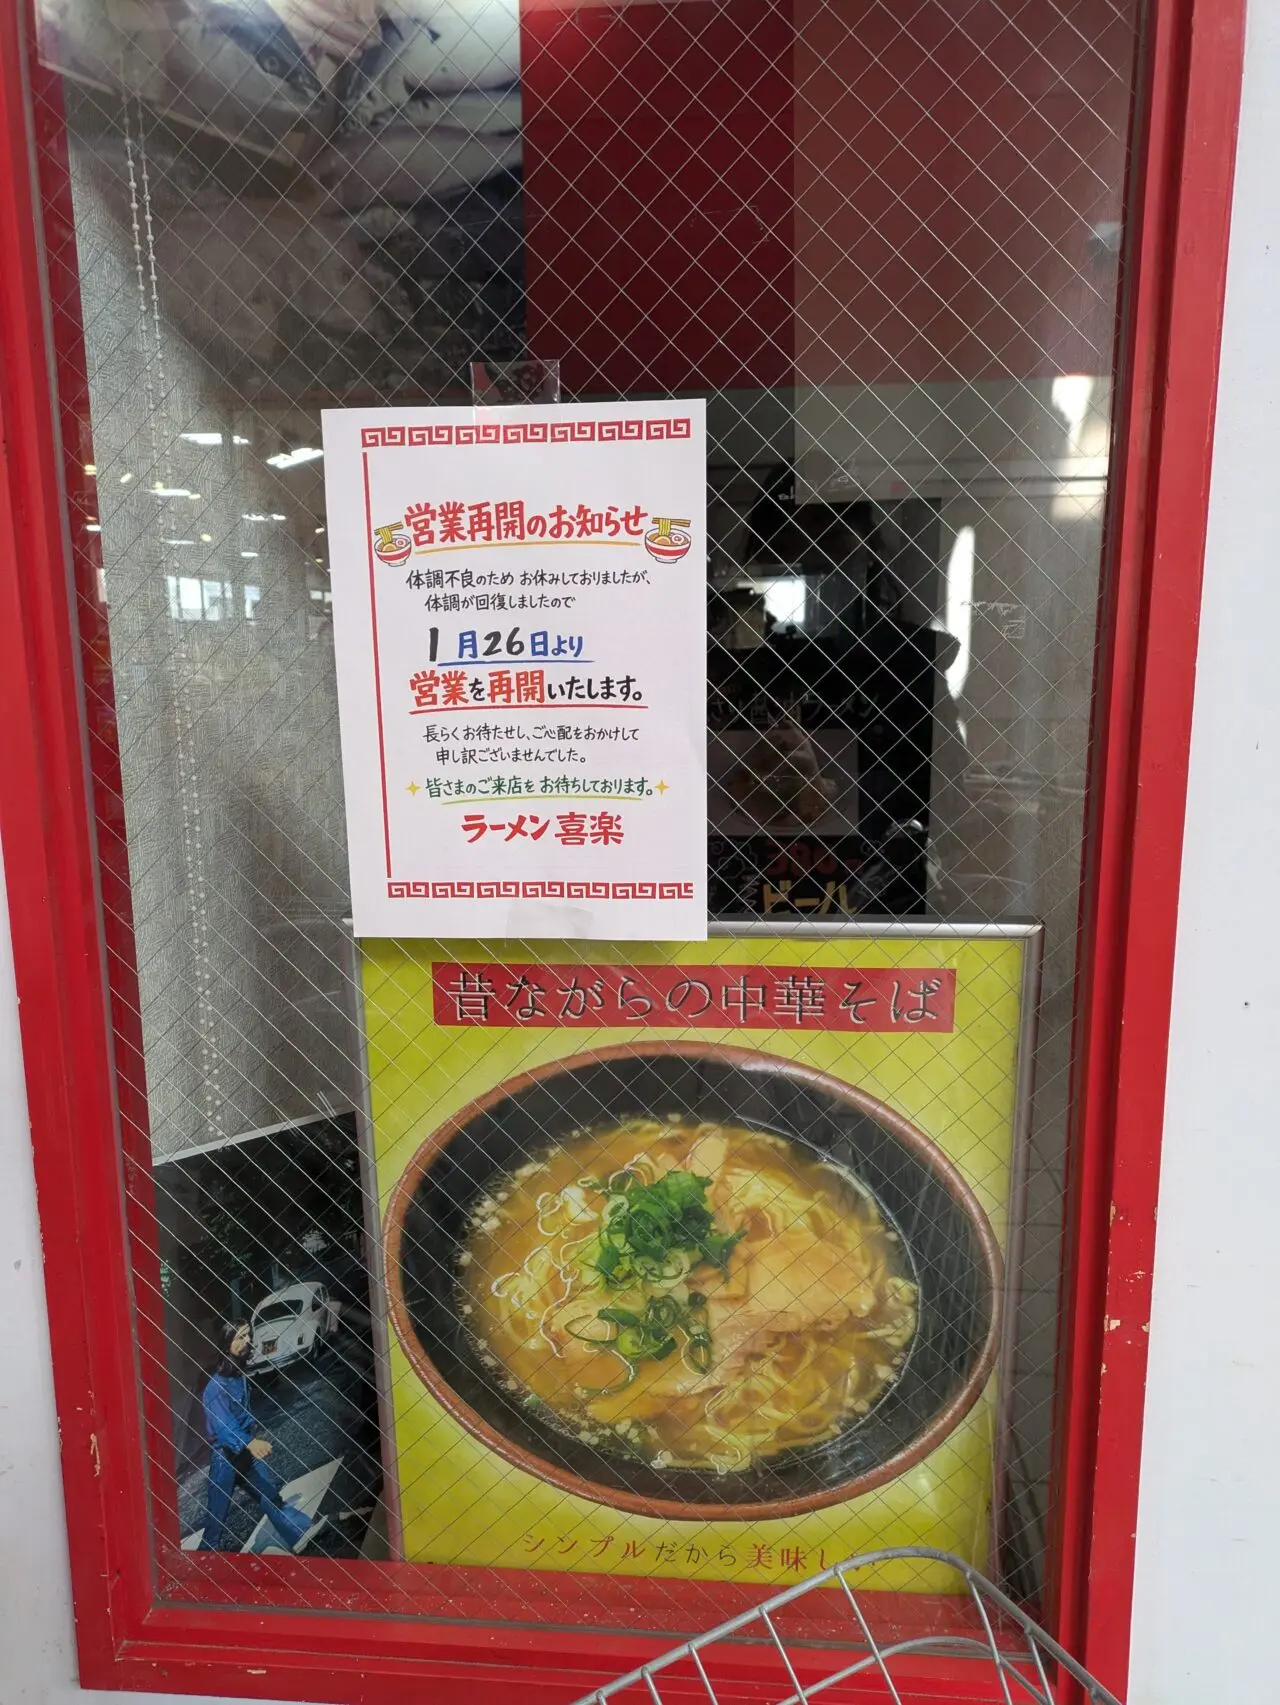 営業再開のお知らせ
体調不良のため お休みしておりましたが、
体調が回復しましたので
1月26日より
営業を再開いたします。
長らくお待たせし、ご心配をおかけして
申し訳ございませんでした。
皆さまのご来店を お待ちしております。
ラーメン 喜楽
ラーメン
ビール
昔ながらの中華そば
シンプルだから美味し